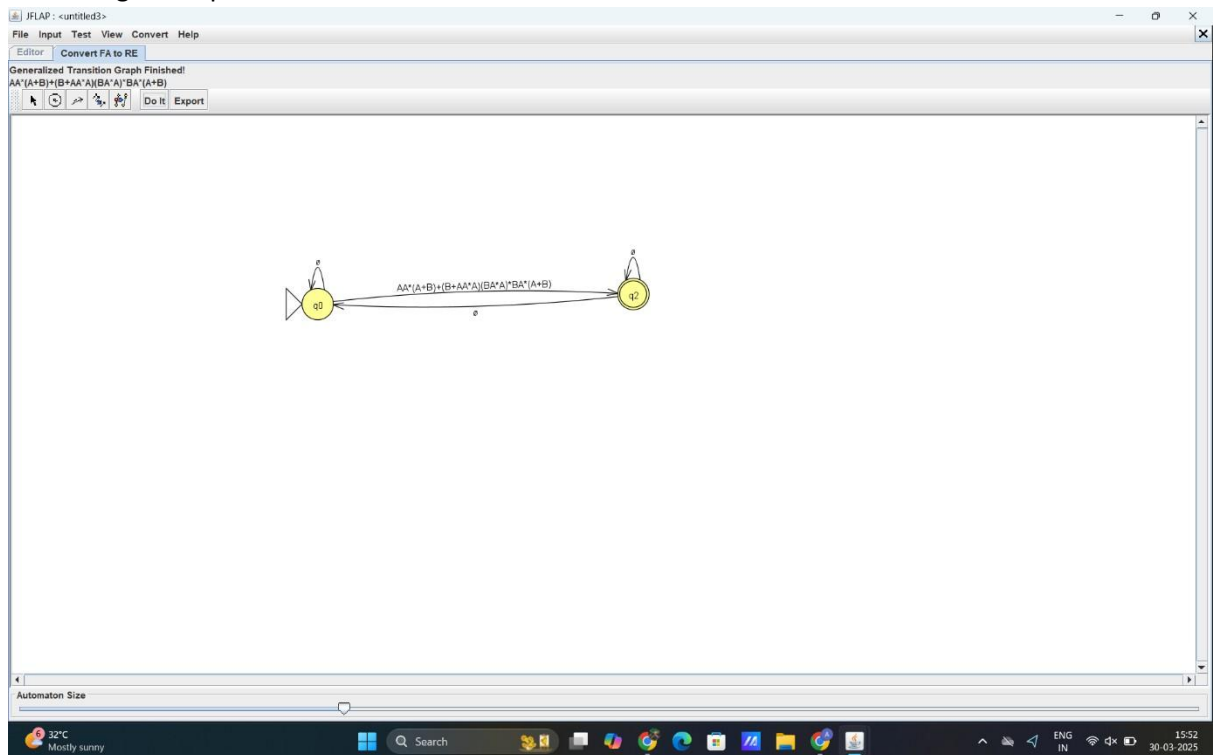 JFLAP : <untitled3>
File Input Test View Convert Help
Editor Convert FA to RE
Generalized Transition Graph Finished!
AA*(A+B)+(B+AA*A)(BA*A)*BA*(A+B)
Do It Export
ø
ø
AA*(A+B)+(B+AA*A)(BA*A)*BA*(A+B)
q0
q2
ø
Automaton Size
6
32°C
Mostly sunny
Search
ENG
IN
15:52
30-03-2025